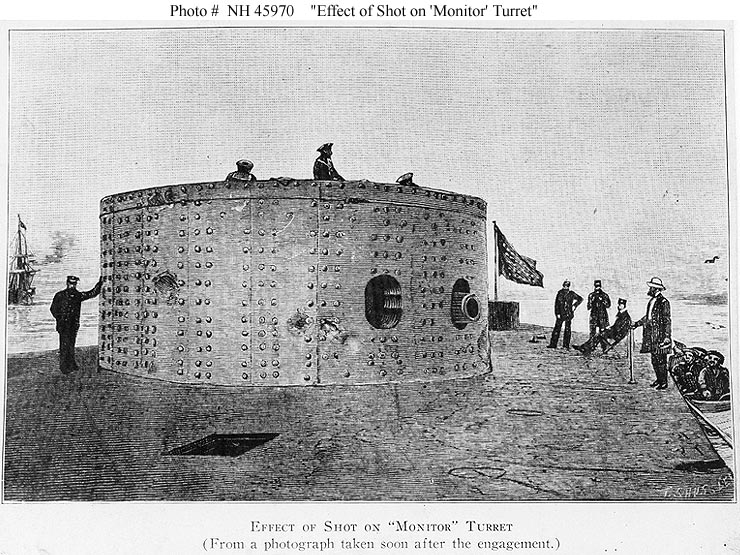 Photo # NH 45970 "Effect of Shot on 'Monitor' Turret"
EFFECT OF SHOT ON "MONITOR" TURRET
(From a photograph taken soon after the engagement.)